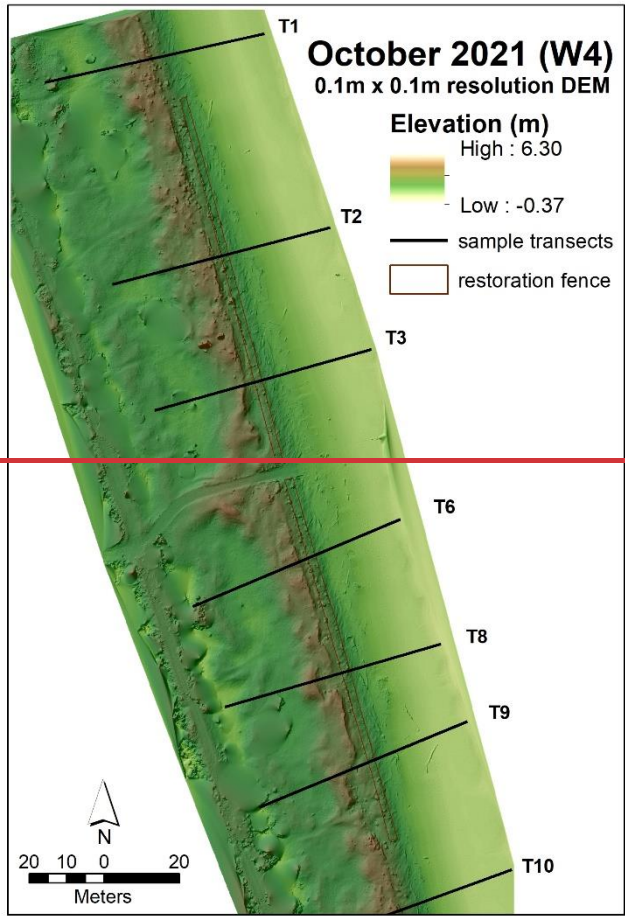 T1
October 2021 (W4)
0.1m x 0.1m resolution DEM
Elevation (m)
High : 6.30
Low : -0.37
sample transects
restoration fence
T2
T3
T6
T8
T9
T10
N
20 10 0 20
Meters